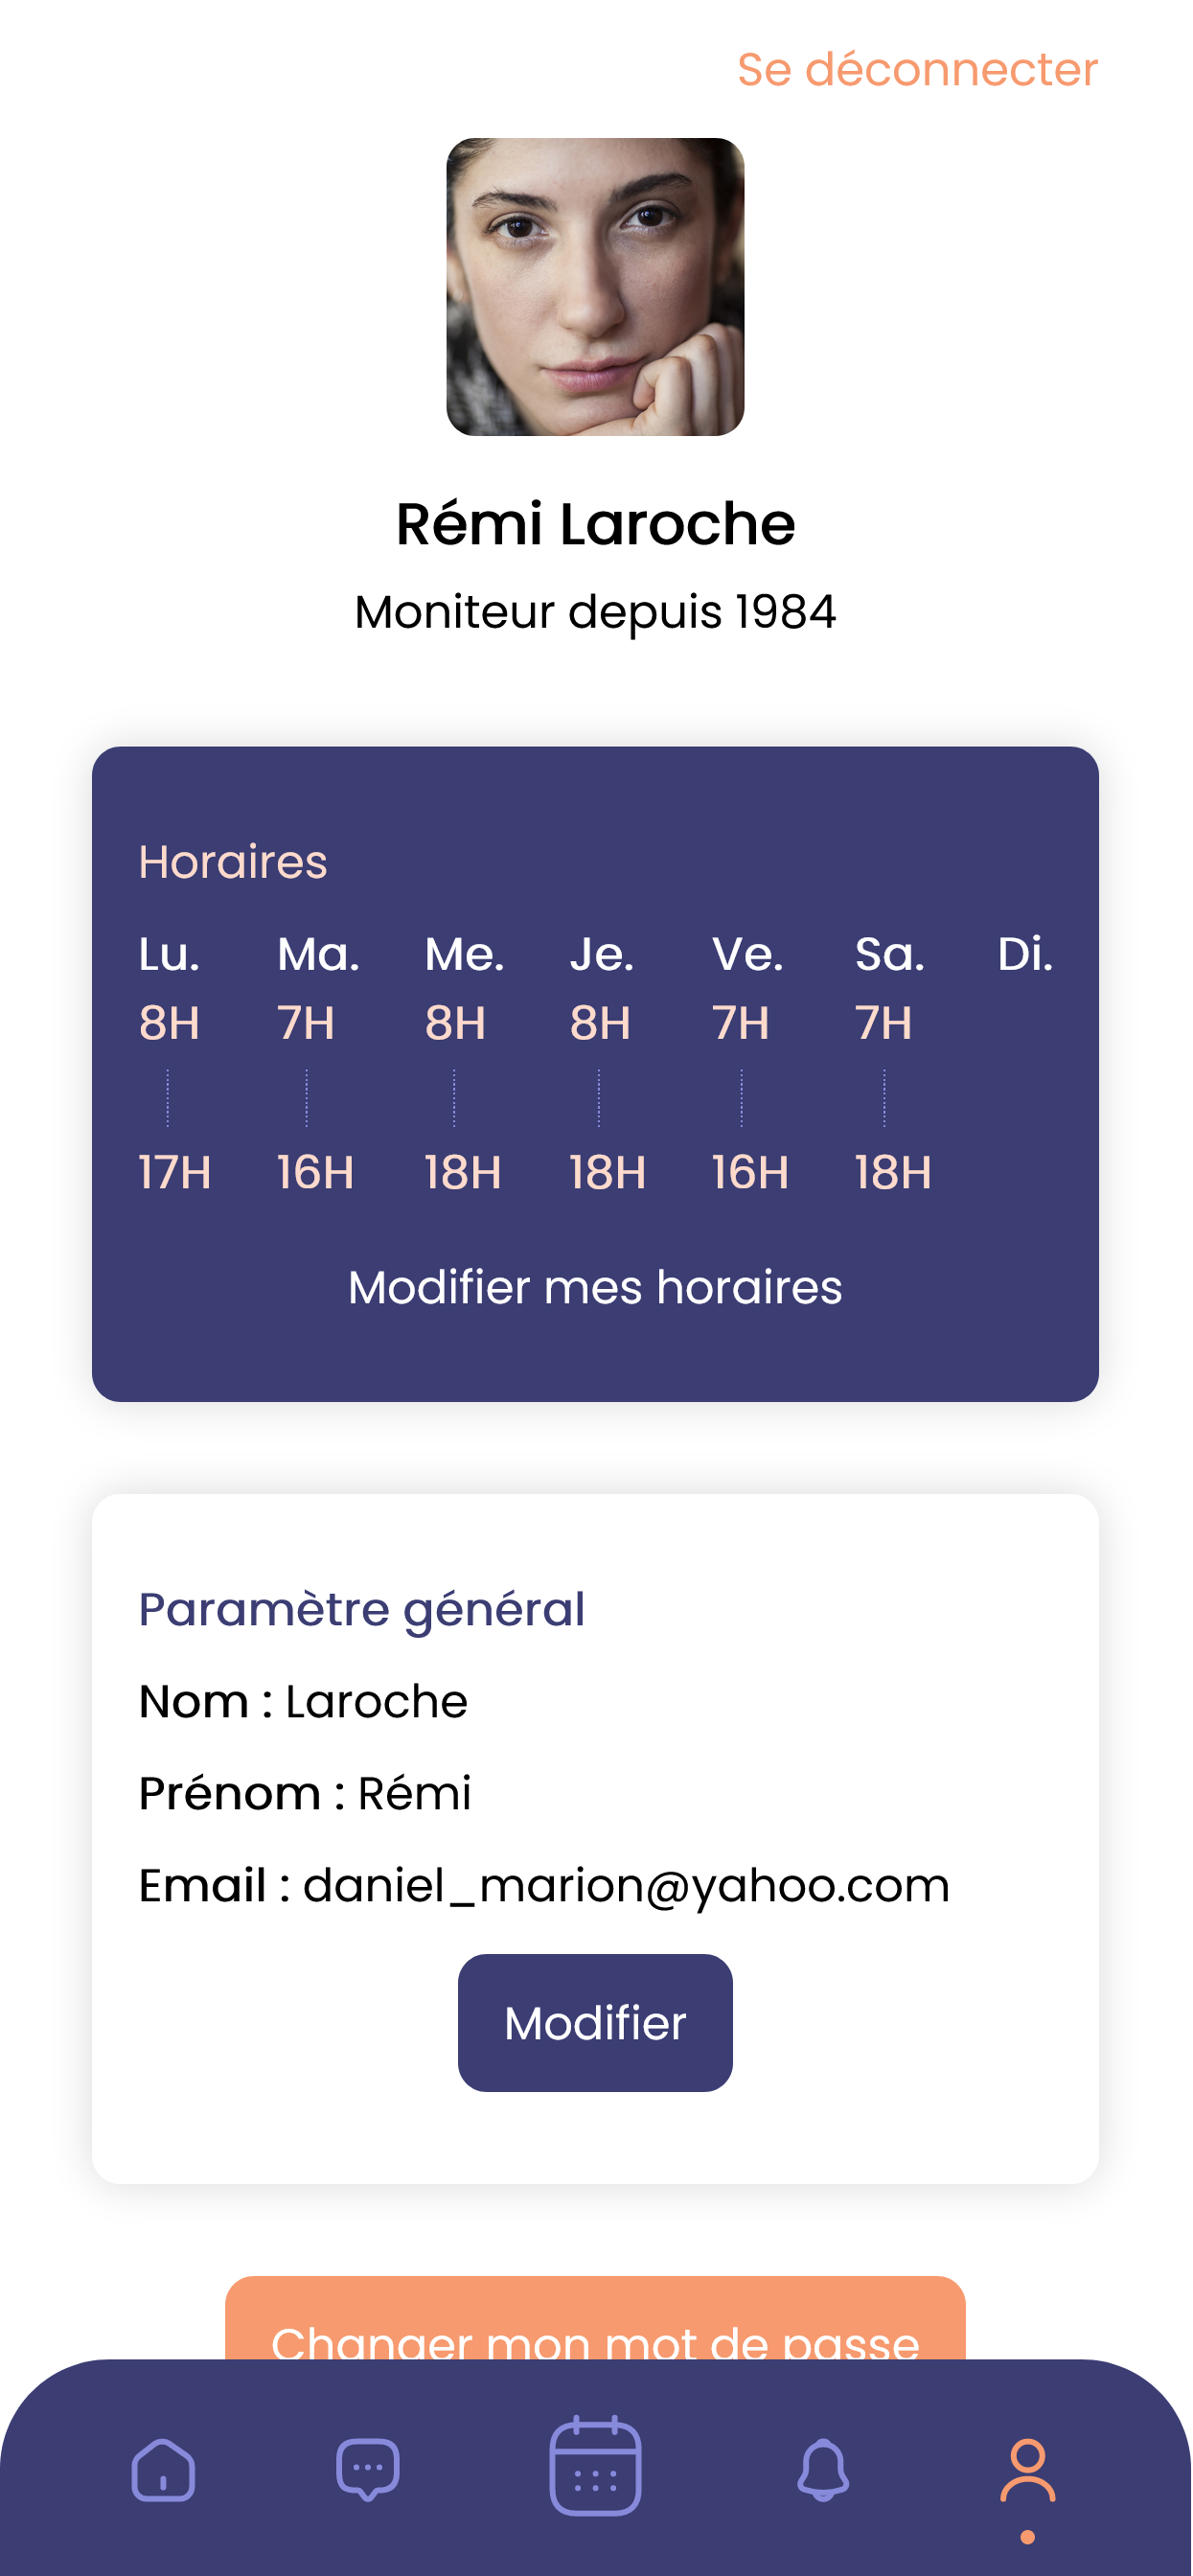 Se déconnecter
Rémi Laroche
Moniteur depuis 1984
Horaires
Lu. Ma. Me. Je. Ve. Sa. Di.
8H 7H 8H 8H 7H 7H
17H 16H 18H 18H 16H 18H
Modifier mes horaires
Paramètre général
Nom : Laroche
Prénom : Rémi
Email : daniel_marion@yahoo.com
Modifier
Changer mon mot de passe